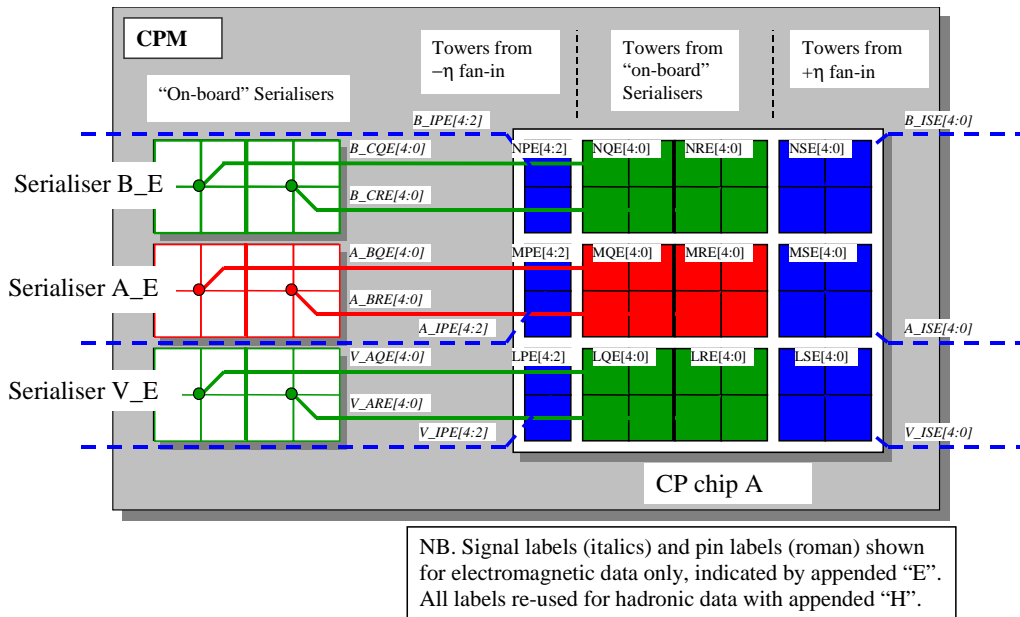 CPM
Towers from
−η fan-in
Towers from
“on-board”
Serialisers
Towers from
+η fan-in
“On-board” Serialisers
B_IPE[4:2]
B_ISE[4:0]
B_CQE[4:0]
NPE[4:2]
NQE[4:0]
NRE[4:0]
NSE[4:0]
Serialiser B_E
B_CRE[4:0]
A_BQE[4:0]
MPE[4:2]
MQE[4:0]
MRE[4:0]
MSE[4:0]
Serialiser A_E
A_BRE[4:0]
A_IPE[4:2]
A_ISE[4:0]
V_AQE[4:0]
LPE[4:2]
LQE[4:0]
LRE[4:0]
LSE[4:0]
Serialiser V_E
V_ARE[4:0]
V_IPE[4:2]
V_ISE[4:0]
CP chip A
NB. Signal labels (italics) and pin labels (roman) shown
for electromagnetic data only, indicated by appended “E”.
All labels re-used for hadronic data with appended “H”.